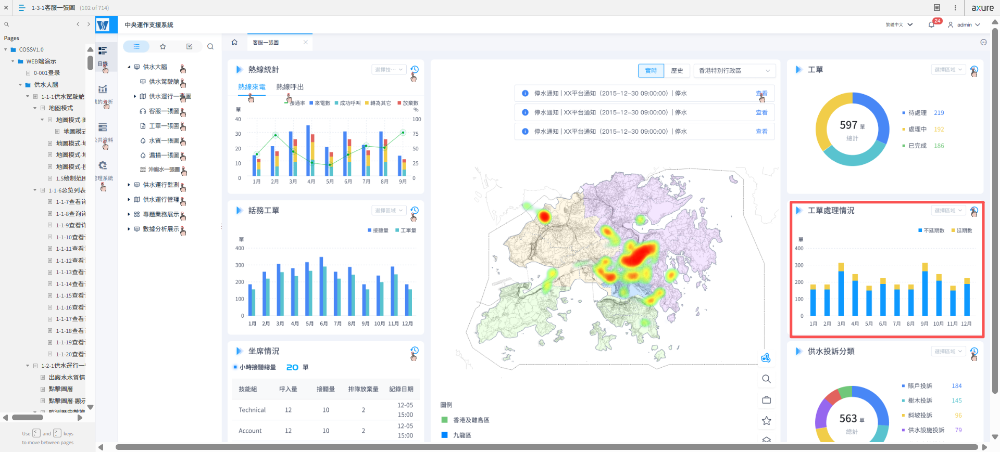 1-3-1客服一張圖 (102 of 714)
axure
Pages
COSSV1.0
WEB端演示
0-001登录
供水大腦
1-1-1供水駕駛艙
地图模式
地圖模式-
地圖模式
地圖模式-
地圖模式-
地圖模式-
1.5绘制范围
1-1-6总览列表
1-1-7查看详
1-1-8查询详
1-1-9查看详
1-1-10查看
1-1-11查看
1-1-12查看
1-1-13查看
1-1-14查看
1-1-15查看
1-1-16查看
1-1-17查看
1-1-18查看
1-1-19查看
1-1-20查看
1-2-1供水運行一
出廠水水質情
點擊圖層
點擊圖層-顯示
監測歷史數據
Use < and > keys
to move between pages
中央運作支援系統
繁體中文
24
admin
目錄
我的分析
公共資料
管理系統
供水大腦
供水駕駛艙
供水運行一張圖
客服一張圖
工單一張圖
水質一張圖
漏損一張圖
沖廁水一張圖
供水運行監測
供水運行管理
專題業務展示
數據分析展示
客服一張圖
熱線統計
選擇技…
熱線來電 熱線呼出
接通率 來電數 成功呼叫 轉為其它 放棄數
單 %
40 100
30 75
20 50
10 25
0 0
1月 2月 3月 4月 5月 6月 7月 8月 9月
話務工單
選擇區域
接聽量 工單量
單
400
300
200
100
0
1月 2月 3月 4月 5月 6月 7月 8月 9月 10月 11月 12月
坐席情況
小時接聽總量 20 單
技能組 呼入量 接聽量 排隊放棄量 記錄日期
Technical 12 10 2 12-05 15:00
Account 12 10 2 12-05 15:00
實時 歷史 香港特別行政區
停水通知 | XX平台通知（2015-12-30 09:00:00）| 停水 查看
停水通知 | XX平台通知（2015-12-30 09:00:00）| 停水 查看
停水通知 | XX平台通知（2015-12-30 09:00:00）| 停水 查看
圖例
香港及離島區
九龍區
工單
選擇區域
597 單
總計
待處理 219
處理中 192
已完成 186
工單處理情況
選擇區域
不延期數 延期數
單
400
300
200
100
0
1月 2月 3月 4月 5月 6月 7月 8月 9月 10月 11月 12月
供水投訴分類
選擇區域
563 單
總計
賬戶投訴 184
樹木投訴 145
斜坡投訴 96
供水設施投訴 79